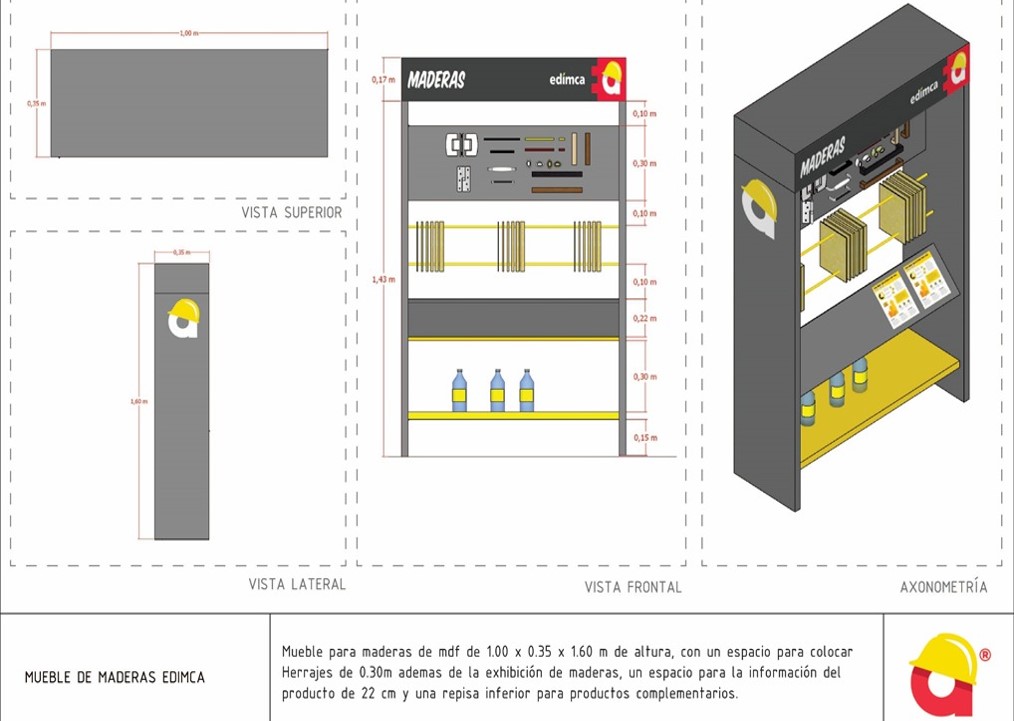 1,00 m
0,35 m
VISTA SUPERIOR
0,35 m
1,60 m
VISTA LATERAL
MADERAS
edimca
0,17 m
0,10 m
0,30 m
0,10 m
1,43 m
0,10 m
0,22 m
0,30 m
0,15 m
VISTA FRONTAL
MADERAS
edimca
AXONOMETRÍA
MUEBLE DE MADERAS EDIMCA
Mueble para maderas de mdf de 1.00 x 0.35 x 1.60 m de altura, con un espacio para colocar
Herrajes de 0.30m ademas de la exhibición de maderas, un espacio para la información del
producto de 22 cm y una repisa inferior para productos complementarios.
®